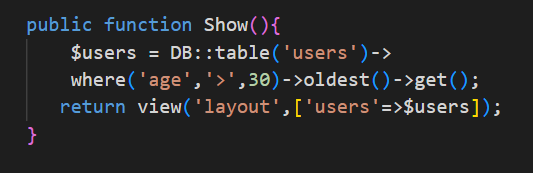 public function Show(){
$users = DB::table('users')->
where('age','>',30)->oldest()->get();
return view('layout',['users'=>$users]);
}